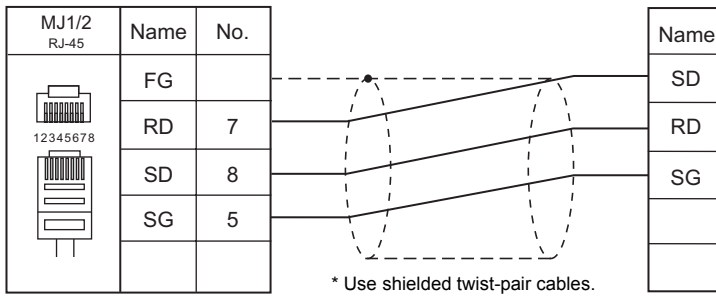 MJ1/2
RJ-45
Name No.
Name
FG
SD
RD 7
RD
12345678
SD 8
SG
SG 5
* Use shielded twist-pair cables.